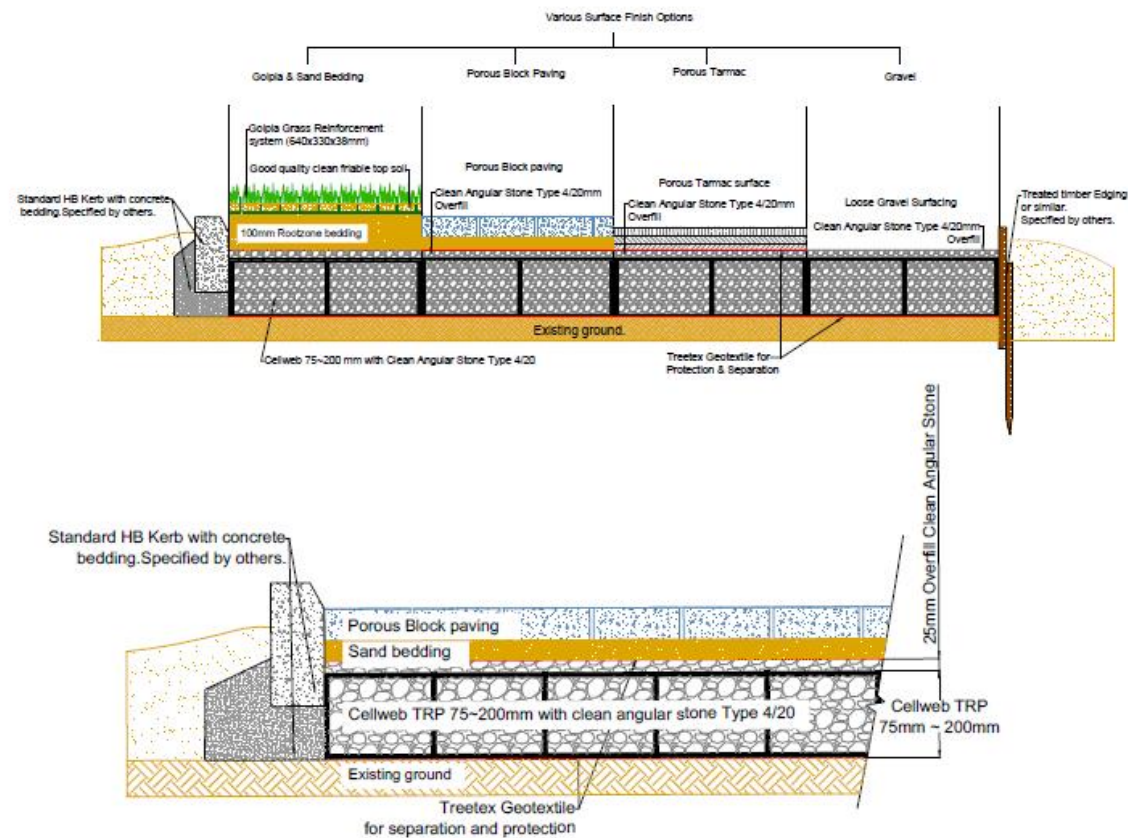 Various Surface Finish Options
Golpla & Sand Bedding
Porous Block Paving
Porous Tarmac
Gravel
Golpla Grass Reinforcement
system (640x330x38mm)
Good quality clean friable top soil
Standard HB Kerb with concrete
bedding.Specified by others.
100mm Rootzone bedding
Porous Block paving
Clean Angular Stone Type 4/20mm
Overfill
Porous Tarmac surface
Clean Angular Stone Type 4/20mm
Overfill
Loose Gravel Surfacing
Clean Angular Stone Type 4/20mm
Overfill
Treated timber Edging
or similar.
Specified by others.
Existing ground.
Cellweb 75~200 mm with Clean Angular Stone Type 4/20
Treetex Geotextile for
Protection & Separation
25mm Overfill Clean Angular Stone
Standard HB Kerb with concrete
bedding.Specified by others.
Porous Block paving
Sand bedding
Cellweb TRP 75~200mm with clean angular stone Type 4/20
Cellweb TRP
75mm ~ 200mm
Existing ground
Treetex Geotextile
for separation and protection